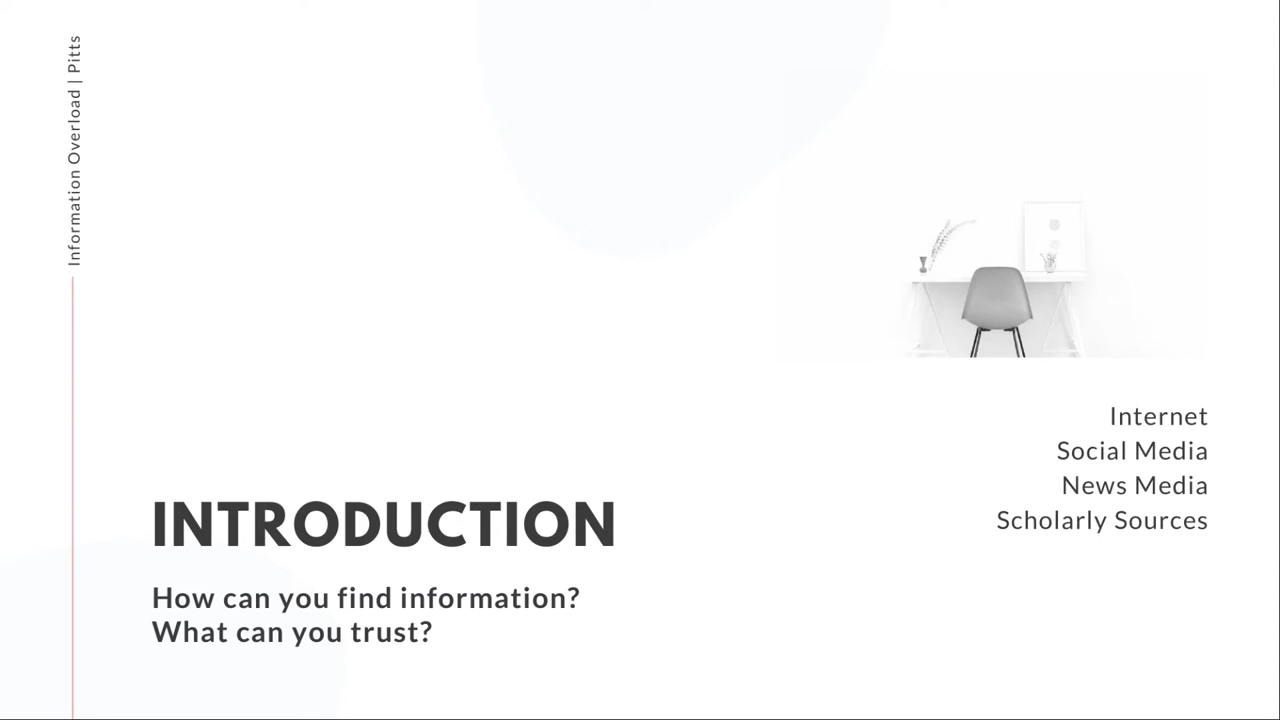 Information Overload | Pitts
Internet
Social Media
News Media
Scholarly Sources
INTRODUCTION
How can you find information?
What can you trust?